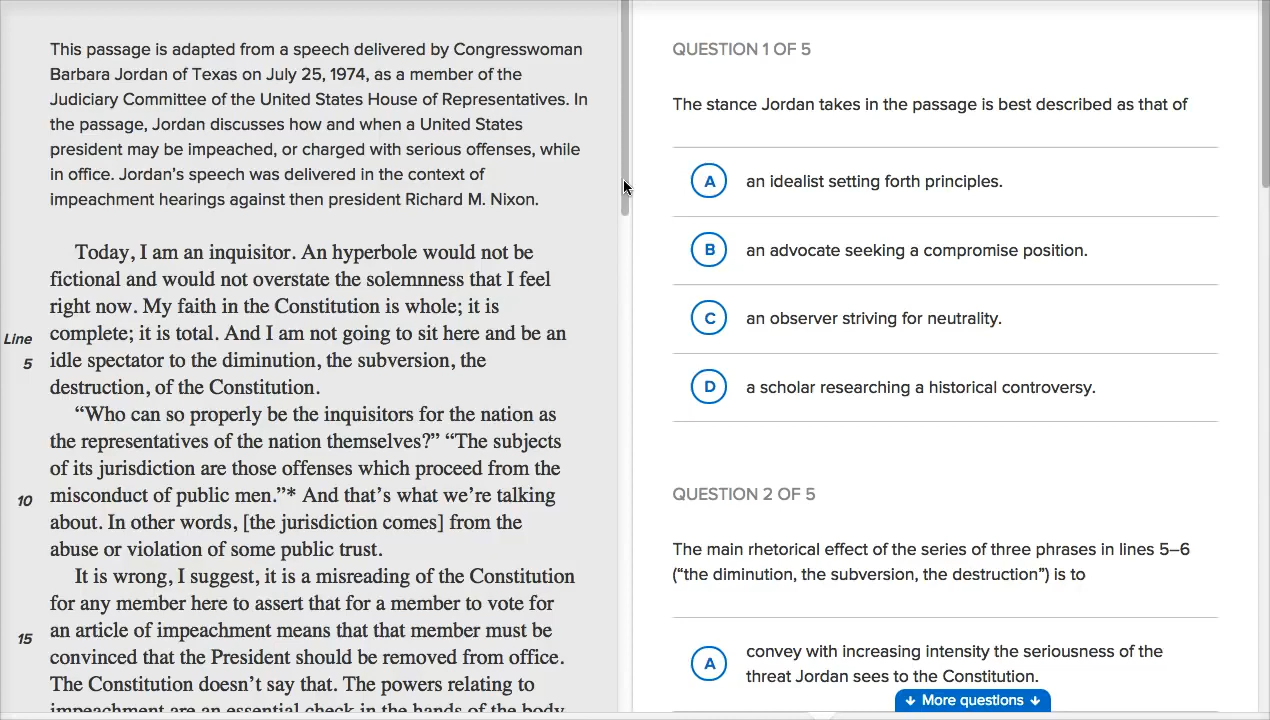 This passage is adapted from a speech delivered by Congresswoman
Barbara Jordan of Texas on July 25, 1974, as a member of the
Judiciary Committee of the United States House of Representatives. In
the passage, Jordan discusses how and when a United States
president may be impeached, or charged with serious offenses, while
in office. Jordan's speech was delivered in the context of
impeachment hearings against then president Richard M. Nixon.
Today, I am an inquisitor. An hyperbole would not be
fictional and would not overstate the solemnness that I feel
right now. My faith in the Constitution is whole; it is
Line complete; it is total. And I am not going to sit here and be an
5 idle spectator to the diminution, the subversion, the
destruction, of the Constitution.
“Who can so properly be the inquisitors for the nation as
the representatives of the nation themselves?” “The subjects
of its jurisdiction are those offenses which proceed from the
10 misconduct of public men.”* And that’s what we’re talking
about. In other words, [the jurisdiction comes] from the
abuse or violation of some public trust.
It is wrong, I suggest, it is a misreading of the Constitution
for any member here to assert that for a member to vote for
15 an article of impeachment means that that member must be
convinced that the President should be removed from office.
The Constitution doesn’t say that. The powers relating to
impeachment are an essential check in the hands of the body
QUESTION 1 OF 5
The stance Jordan takes in the passage is best described as that of
A an idealist setting forth principles.
B an advocate seeking a compromise position.
C an observer striving for neutrality.
D a scholar researching a historical controversy.
QUESTION 2 OF 5
The main rhetorical effect of the series of three phrases in lines 5–6
(“the diminution, the subversion, the destruction”) is to
A convey with increasing intensity the seriousness of the
threat Jordan sees to the Constitution.
↓ More questions ↓